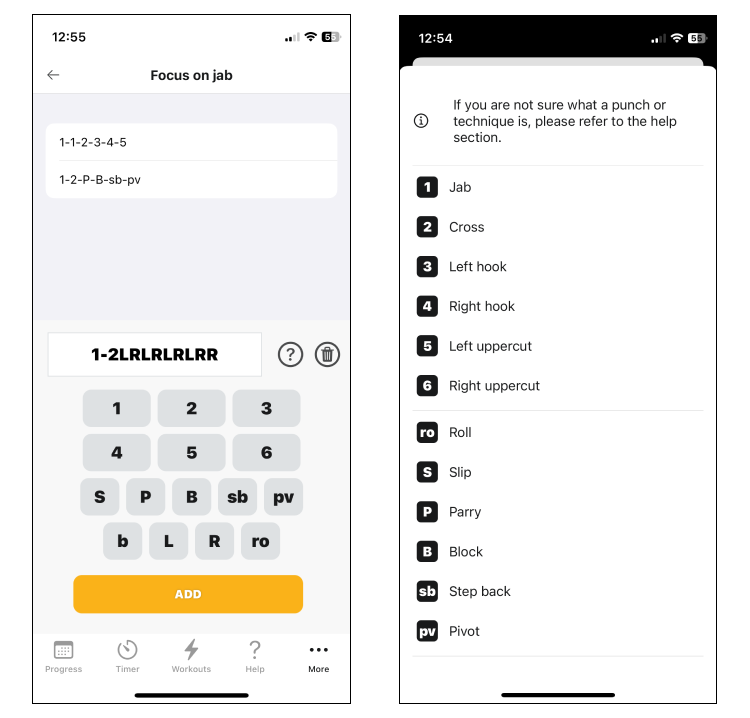 12:55
55
Focus on jab
1-1-2-3-4-5
1-2-P-B-sb-pv
1-2LRLRLRLRR
?
1 2 3
4 5 6
S P B sb pv
b L R ro
ADD
Progress Timer Workouts Help More
12:54
55
If you are not sure what a punch or
technique is, please refer to the help
section.
1 Jab
2 Cross
3 Left hook
4 Right hook
5 Left uppercut
6 Right uppercut
ro Roll
S Slip
P Parry
B Block
sb Step back
pv Pivot